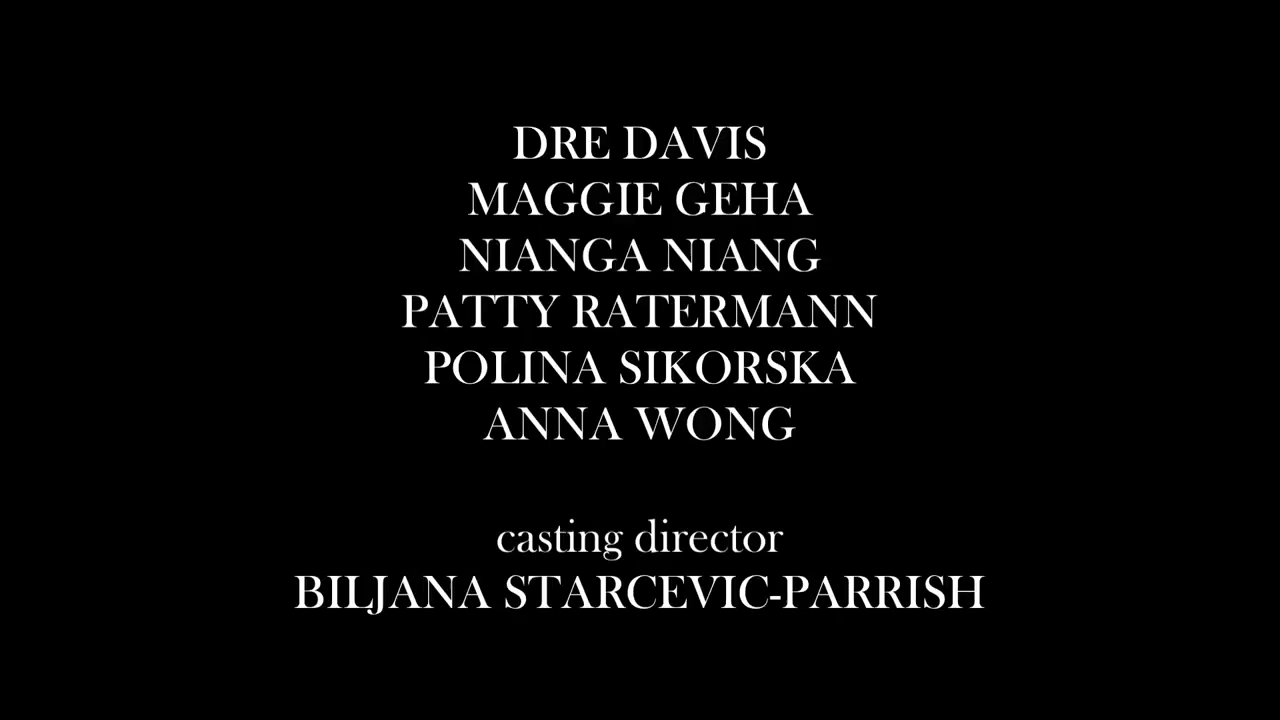 DRE DAVIS
MAGGIE GEHA
NIANGA NIANG
PATTY RATERMANN
POLINA SIKORSKA
ANNA WONG
casting director
BILJANA STARCEVIC-PARRISH